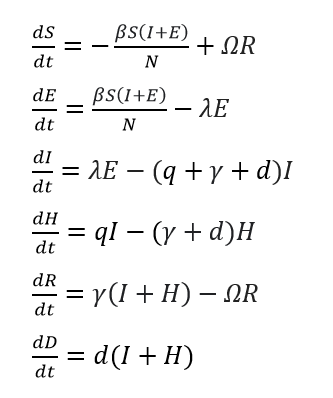 dS/dt = − βS(I+E)/N + ΩR
dE/dt = βS(I+E)/N − λE
dI/dt = λE − (q + γ + d)I
dH/dt = qI − (γ + d)H
dR/dt = γ(I + H) − ΩR
dD/dt = d(I + H)